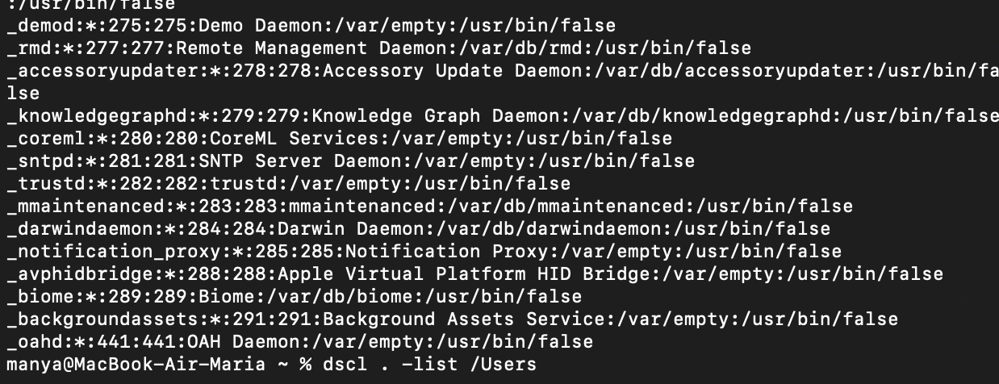 :/usr/bin/false
_demod:*:275:275:Demo Daemon:/var/empty:/usr/bin/false
_rmd:*:277:277:Remote Management Daemon:/var/db/rmd:/usr/bin/false
_accessoryupdater:*:278:278:Accessory Update Daemon:/var/db/accessoryupdater:/usr/bin/fa
lse
_knowledgegraphd:*:279:279:Knowledge Graph Daemon:/var/db/knowledgegraphd:/usr/bin/false
_coreml:*:280:280:CoreML Services:/var/empty:/usr/bin/false
_sntpd:*:281:281:SNTP Server Daemon:/var/empty:/usr/bin/false
_trustd:*:282:282:trustd:/var/empty:/usr/bin/false
_mmaintenanced:*:283:283:mmaintenanced:/var/db/mmaintenanced:/usr/bin/false
_darwindaemon:*:284:284:Darwin Daemon:/var/db/darwindaemon:/usr/bin/false
_notification_proxy:*:285:285:Notification Proxy:/var/empty:/usr/bin/false
_avphidbridge:*:288:288:Apple Virtual Platform HID Bridge:/var/empty:/usr/bin/false
_biome:*:289:289:Biome:/var/db/biome:/usr/bin/false
_backgroundassets:*:291:291:Background Assets Service:/var/empty:/usr/bin/false
_oahd:*:441:441:OAH Daemon:/var/empty:/usr/bin/false
manya@MacBook-Air-Maria ~ % dscl . -list /Users